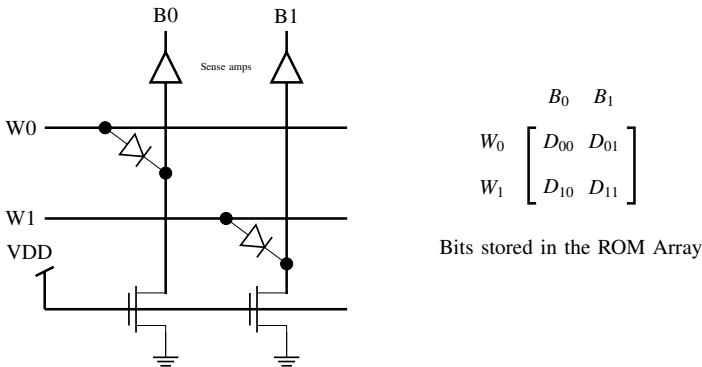 B0 B1
Sense amps
B₀ B₁
W0
W₀ D₀₀ D₀₁
W₁ D₁₀ D₁₁
W1
VDD
Bits stored in the ROM Array